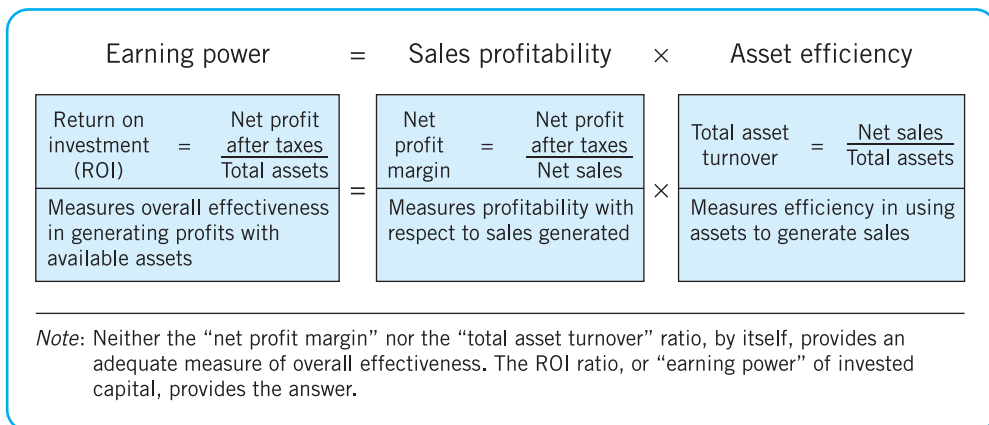 Earning power = Sales profitability × Asset efficiency
Return on
investment
(ROI)
=
Net profit
after taxes
Total assets
Measures overall effectiveness
in generating profits with
available assets
=
Net
profit
margin
=
Net profit
after taxes
Net sales
Measures profitability with
respect to sales generated
×
Total asset
turnover
=
Net sales
Total assets
Measures efficiency in using
assets to generate sales
Note: Neither the “net profit margin” nor the “total asset turnover” ratio, by itself, provides an
adequate measure of overall effectiveness. The ROI ratio, or “earning power” of invested
capital, provides the answer.